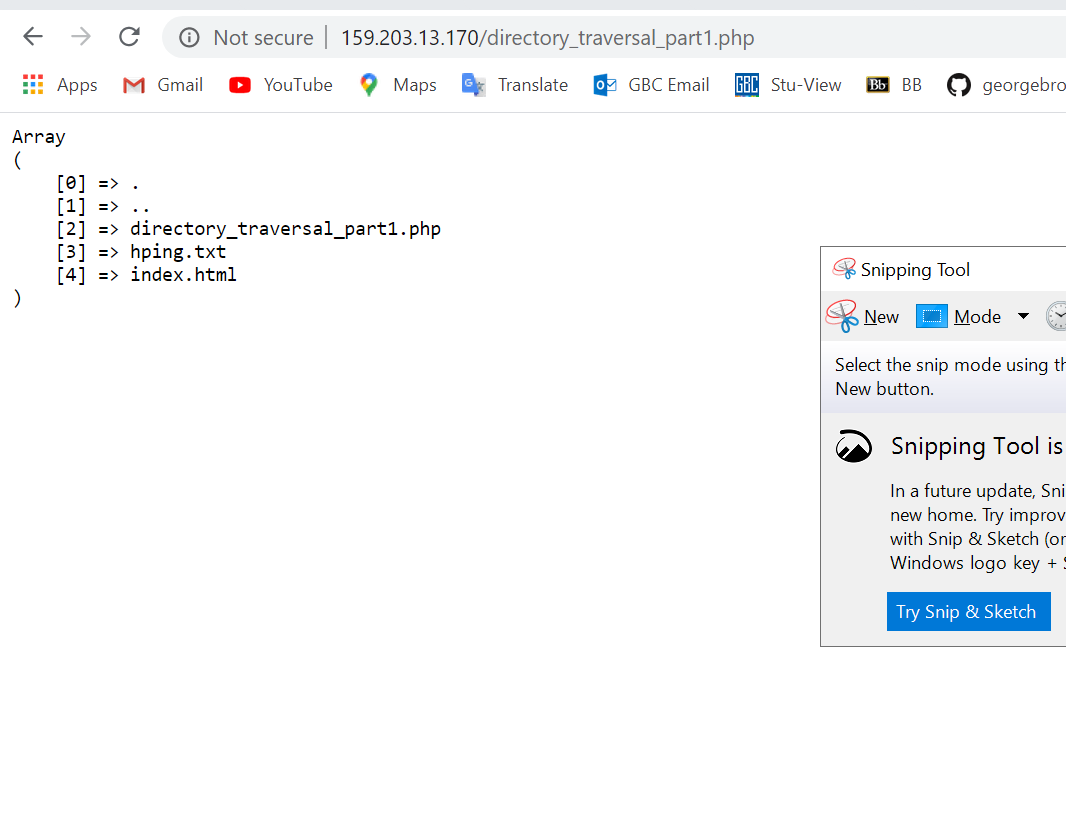 Not secure | 159.203.13.170/directory_traversal_part1.php
Apps Gmail YouTube Maps Translate GBC Email GBC Stu-View Bb BB georgebro
Array
(
[0] => .
[1] => ..
[2] => directory_traversal_part1.php
[3] => hping.txt
[4] => index.html
)
Snipping Tool
New Mode
Select the snip mode using th
New button.
Snipping Tool is
In a future update, Sni
new home. Try improv
with Snip & Sketch (or
Windows logo key + S
Try Snip & Sketch